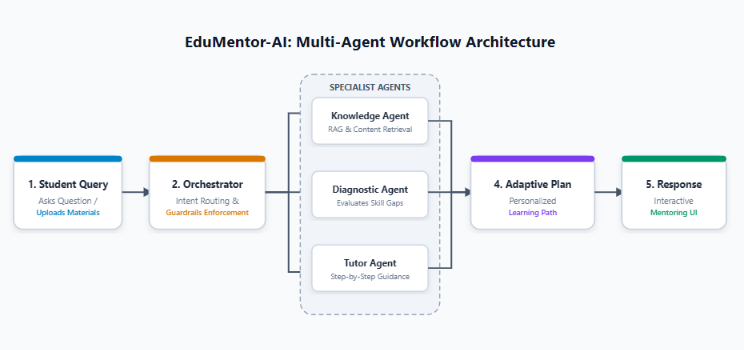 EduMentor-AI: Multi-Agent Workflow Architecture
1. Student Query
Asks Question /
Uploads Materials
2. Orchestrator
Intent Routing &
Guardrails Enforcement
SPECIALIST AGENTS
Knowledge Agent
RAG & Content Retrieval
Diagnostic Agent
Evaluates Skill Gaps
Tutor Agent
Step-by-Step Guidance
4. Adaptive Plan
Personalized
Learning Path
5. Response
Interactive
Mentoring UI